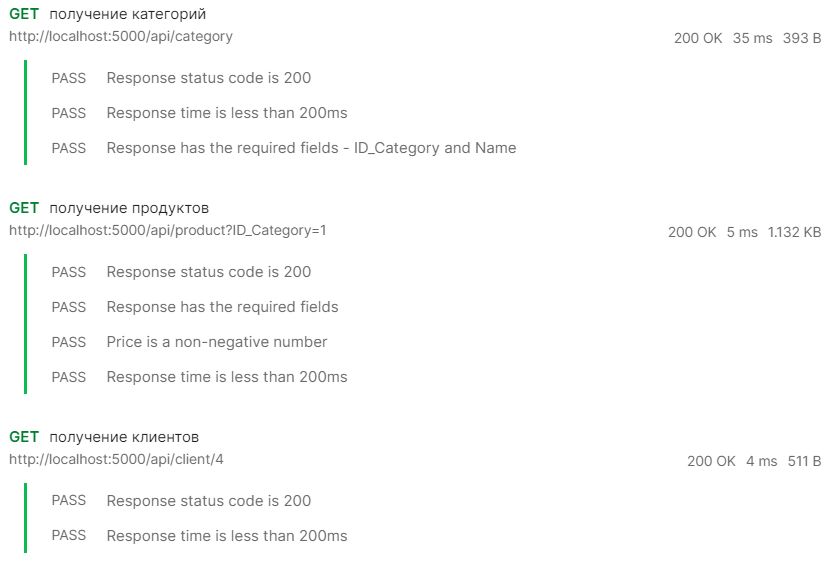 GET получение категорий
http://localhost:5000/api/category 200 OK 35 ms 393 B
PASS Response status code is 200
PASS Response time is less than 200ms
PASS Response has the required fields - ID_Category and Name
GET получение продуктов
http://localhost:5000/api/product?ID_Category=1 200 OK 5 ms 1.132 KB
PASS Response status code is 200
PASS Response has the required fields
PASS Price is a non-negative number
PASS Response time is less than 200ms
GET получение клиентов
http://localhost:5000/api/client/4 200 OK 4 ms 511 B
PASS Response status code is 200
PASS Response time is less than 200ms